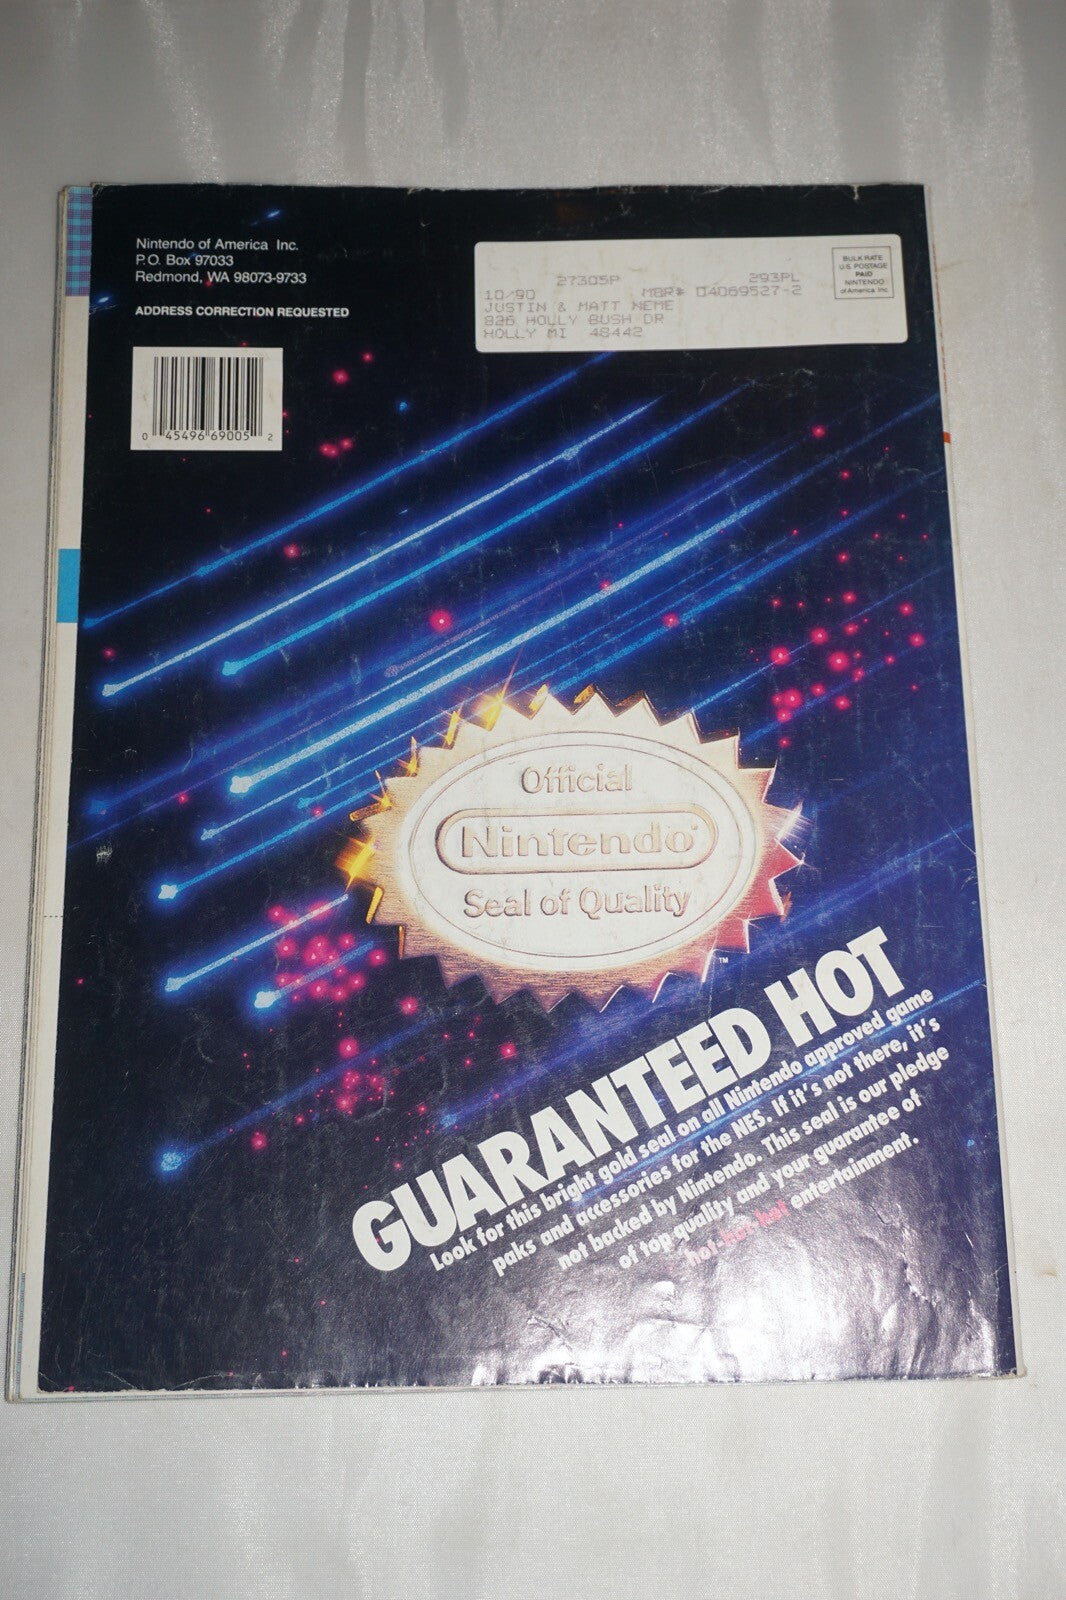 Nintendo of America Inc.
P.O. Box 97033
Redmond, WA 98073-9733
ADDRESS CORRECTION REQUESTED
0 45496 69005 2
27305P 293PL
10/90 MBR# 04069527-2
JUSTIN & MATT NEME
826 HOLLY BUSH DR
HOLLY MI 48442
BULK RATE
U.S. POSTAGE
PAID
NINTENDO
of America Inc
Official
Nintendo®
Seal of Quality
™
GUARANTEED HOT
Look for this bright gold seal on all Nintendo approved game
paks and accessories for the NES. If it's not there, it's
not backed by Nintendo. This seal is our pledge
of top quality and your guarantee of
hot-hot-hot entertainment.